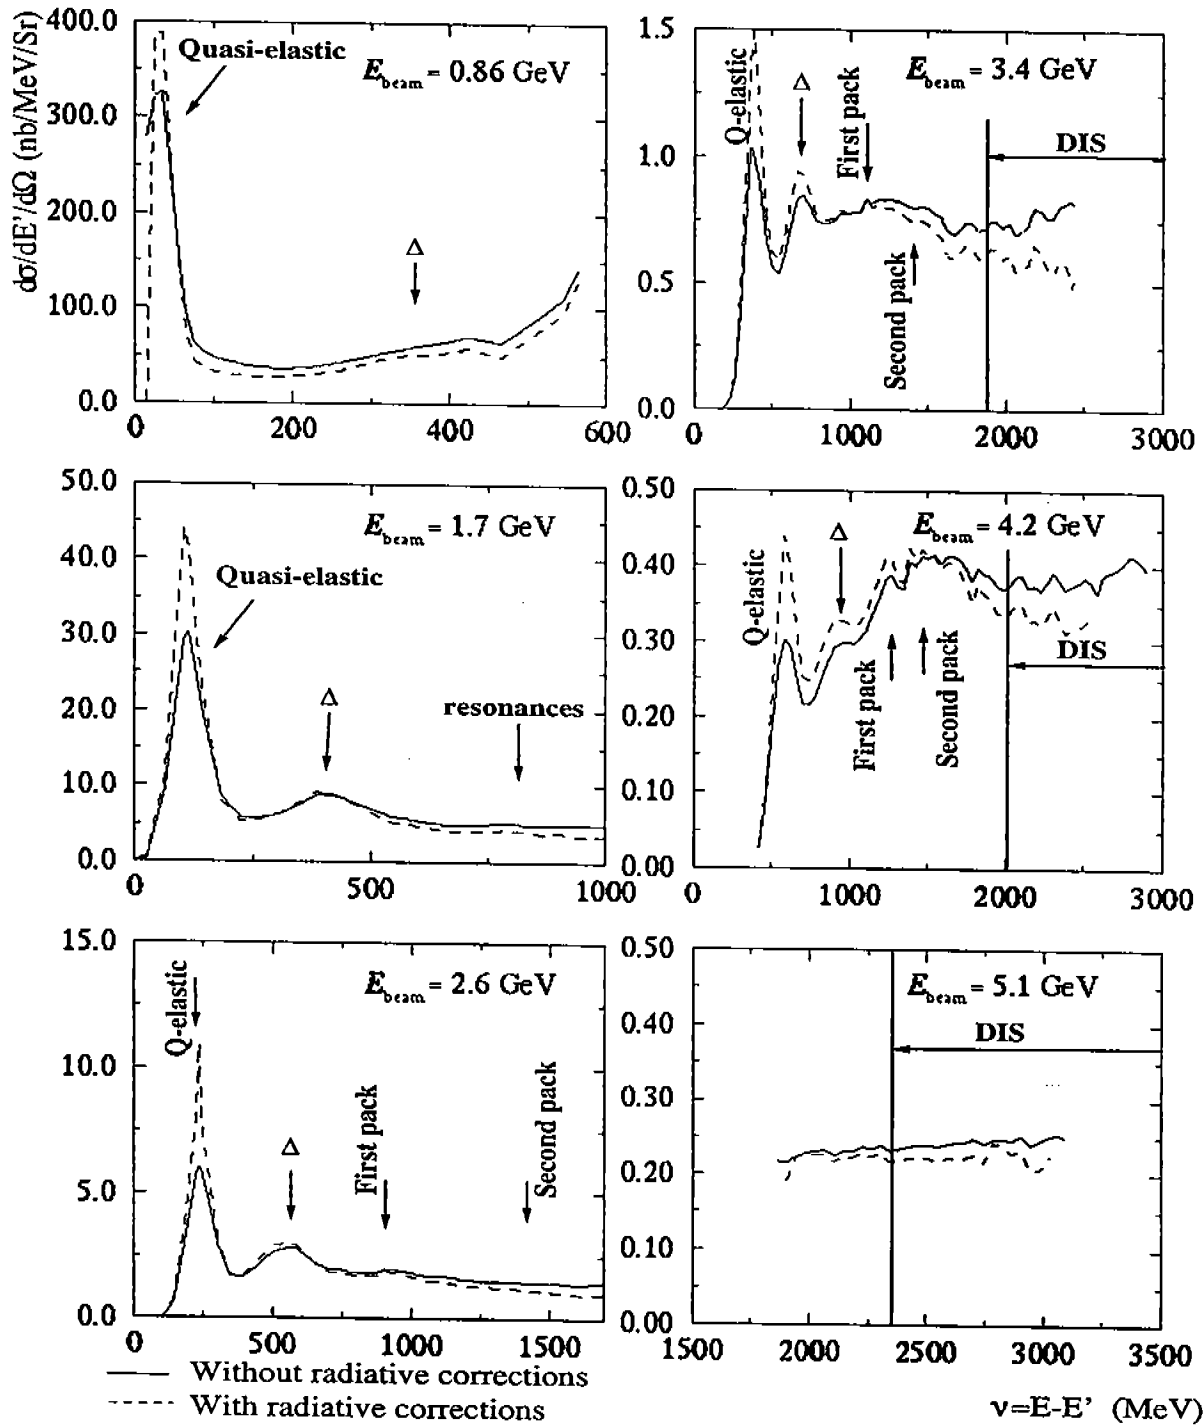 dσ/dE'/dΩ (nb/MeV/Sr)
400.0
300.0
200.0
100.0
0.0
0
200
400
600
Quasi-elastic
E_beam = 0.86 GeV
Δ
1.5
1.0
0.5
0.0
0
1000
2000
3000
Q-elastic
Δ
First pack
Second pack
E_beam = 3.4 GeV
DIS
50.0
40.0
30.0
20.0
10.0
0.0
0
500
1000
Quasi-elastic
E_beam = 1.7 GeV
Δ
resonances
0.50
0.40
0.30
0.20
0.10
0.00
0
1000
2000
3000
Q-elastic
Δ
First pack
Second pack
E_beam = 4.2 GeV
DIS
15.0
10.0
5.0
0.0
0
500
1000
1500
Q-elastic
E_beam = 2.6 GeV
Δ
First pack
Second pack
0.50
0.40
0.30
0.20
0.10
0.00
1500
2000
2500
3000
3500
E_beam = 5.1 GeV
DIS
Without radiative corrections
With radiative corrections
ν=E-E' (MeV)